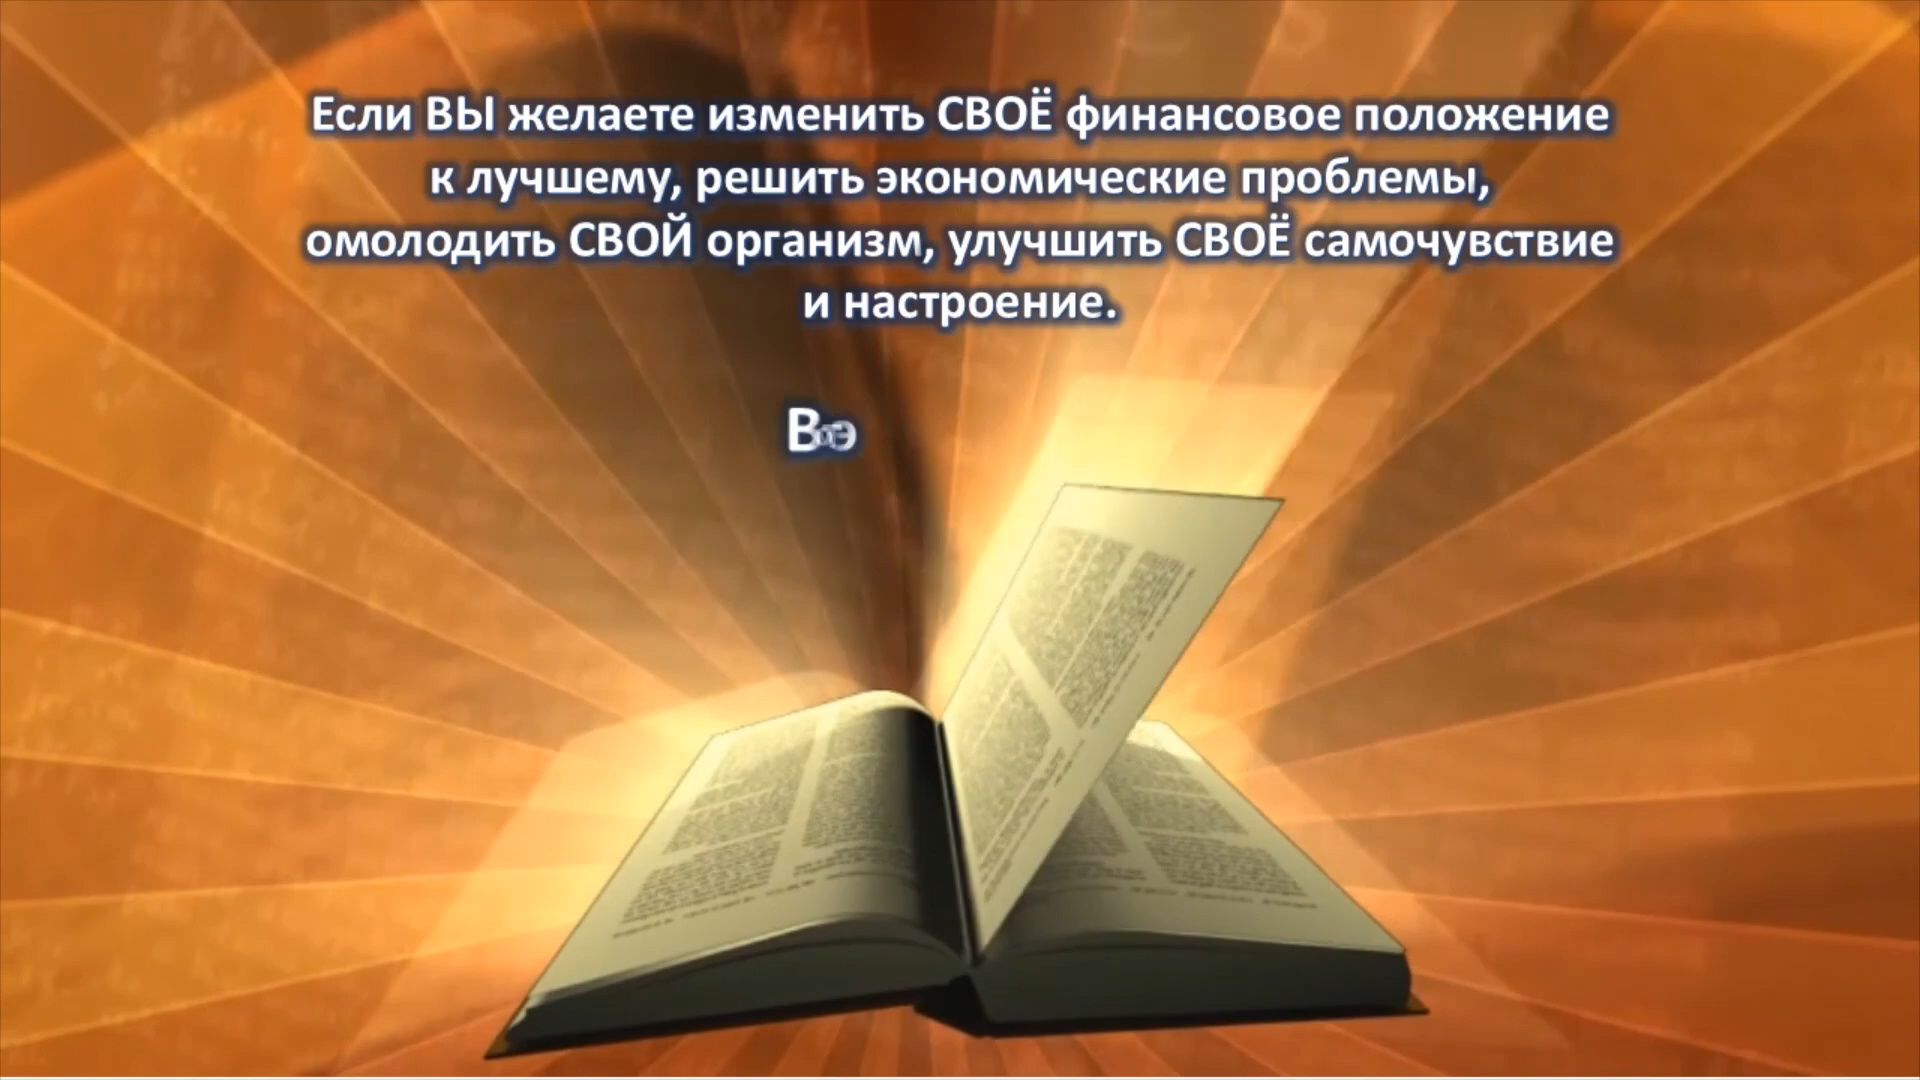 Если ВЫ желаете изменить СВОЁ финансовое положение
к лучшему, решить экономические проблемы,
омолодить СВОЙ организм, улучшить СВОЁ самочувствие
и настроение.